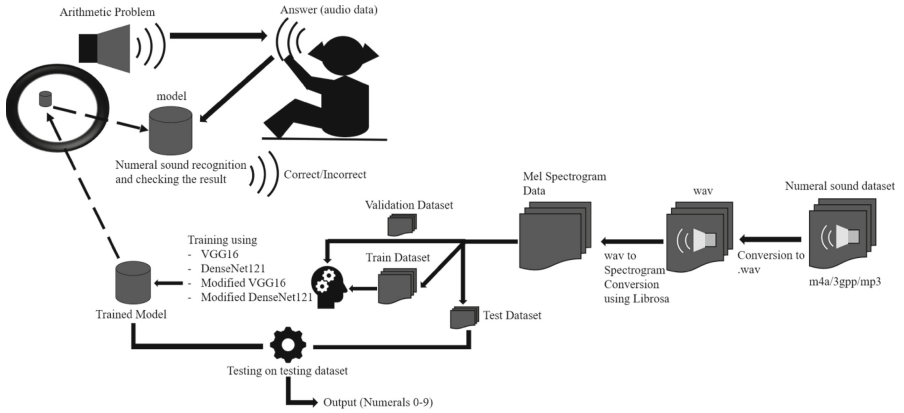 Arithmetic Problem
Answer (audio data)
model
Numeral sound recognition
and checking the result
Correct/Incorrect
Mel Spectrogram
Data
wav
Numeral sound dataset
Validation Dataset
Train Dataset
wav to
Spectrogram
Conversion
using Librosa
Conversion to
.wav
m4a/3gpp/mp3
Training using
- VGG16
- DenseNet121
- Modified VGG16
- Modified DenseNet121
Trained Model
Test Dataset
Testing on testing dataset
Output (Numerals 0-9)